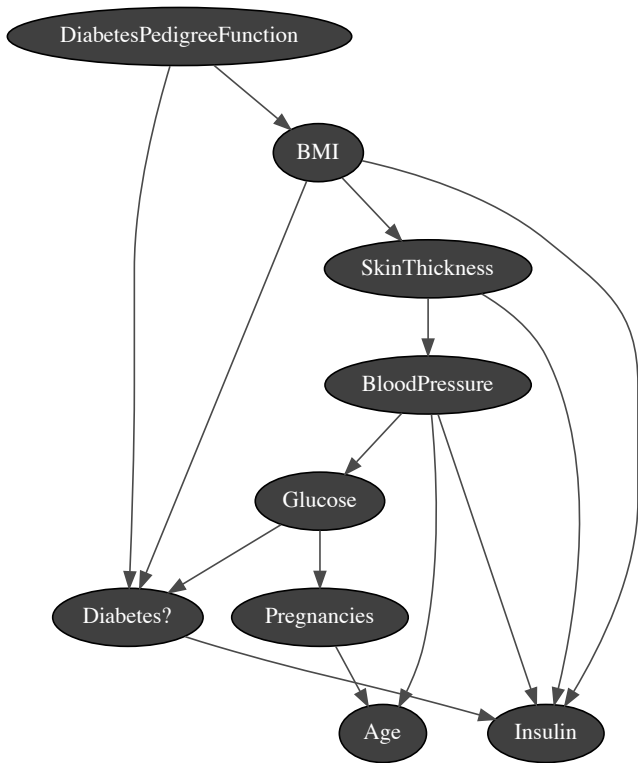 DiabetesPedigreeFunction
BMI
SkinThickness
BloodPressure
Glucose
Diabetes?
Pregnancies
Age
Insulin